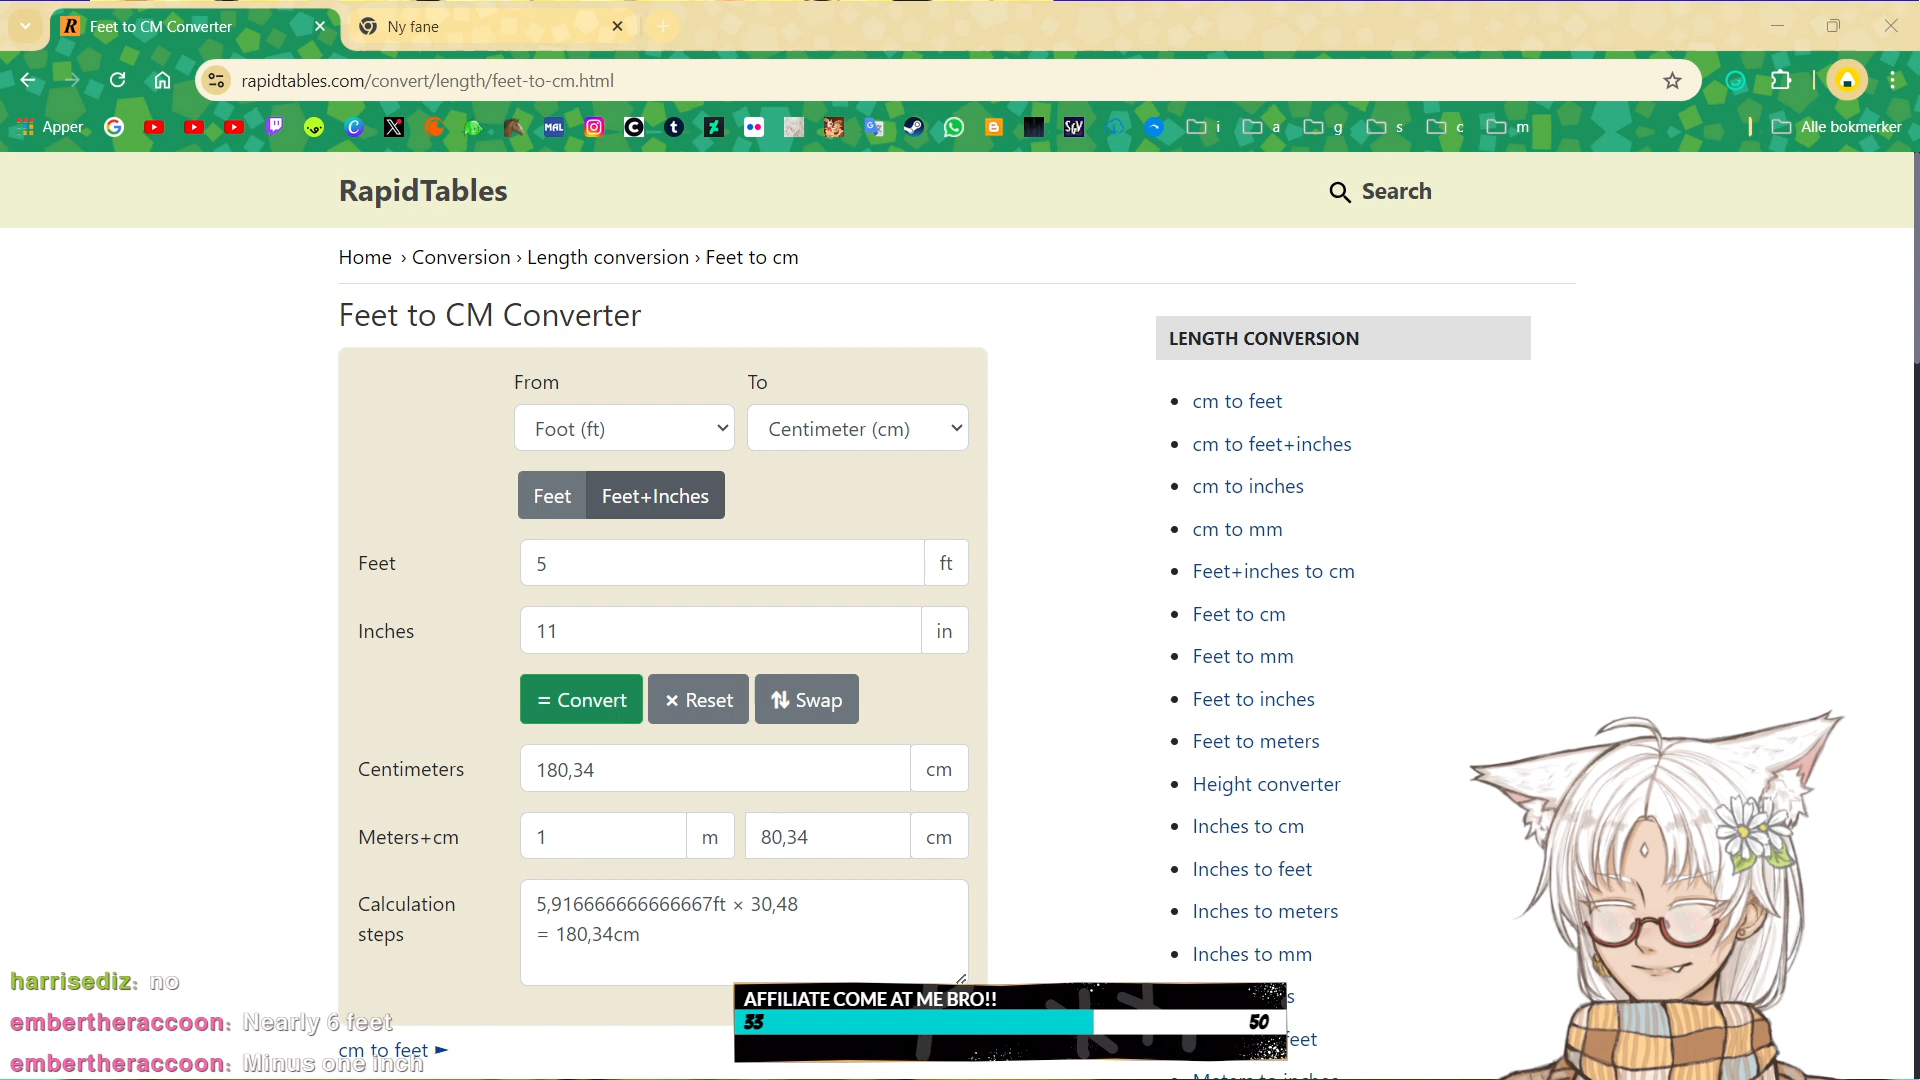 Feet to CM Converter
Ny fane
rapidtables.com/convert/length/feet-to-cm.html
Apper
MAL
i
a
g
s
c
m
Alle bokmerker
RapidTables
Search
Home › Conversion › Length conversion › Feet to cm
Feet to CM Converter
From
To
Foot (ft)
Centimeter (cm)
Feet
Feet+Inches
Feet
5
ft
Inches
11
in
= Convert
× Reset
Swap
Centimeters
180,34
cm
Meters+cm
1
m
80,34
cm
Calculation steps
5,916666666666667ft × 30,48
= 180,34cm
cm to feet ►
LENGTH CONVERSION
cm to feet
cm to feet+inches
cm to inches
cm to mm
Feet+inches to cm
Feet to cm
Feet to mm
Feet to inches
Feet to meters
Height converter
Inches to cm
Inches to feet
Inches to meters
Inches to mm
harrisediz: no
embertheraccoon: Nearly 6 feet
embertheraccoon: Minus one inch
AFFILIATE COME AT ME BRO!!
33
50
feet